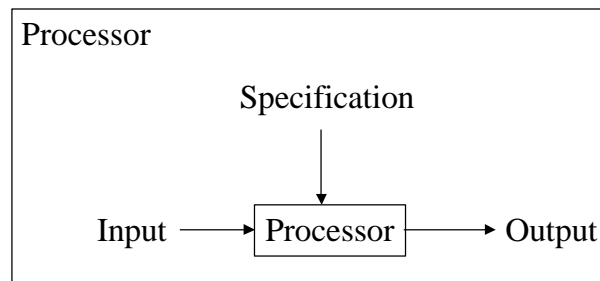 Processor
Specification
Input Processor Output